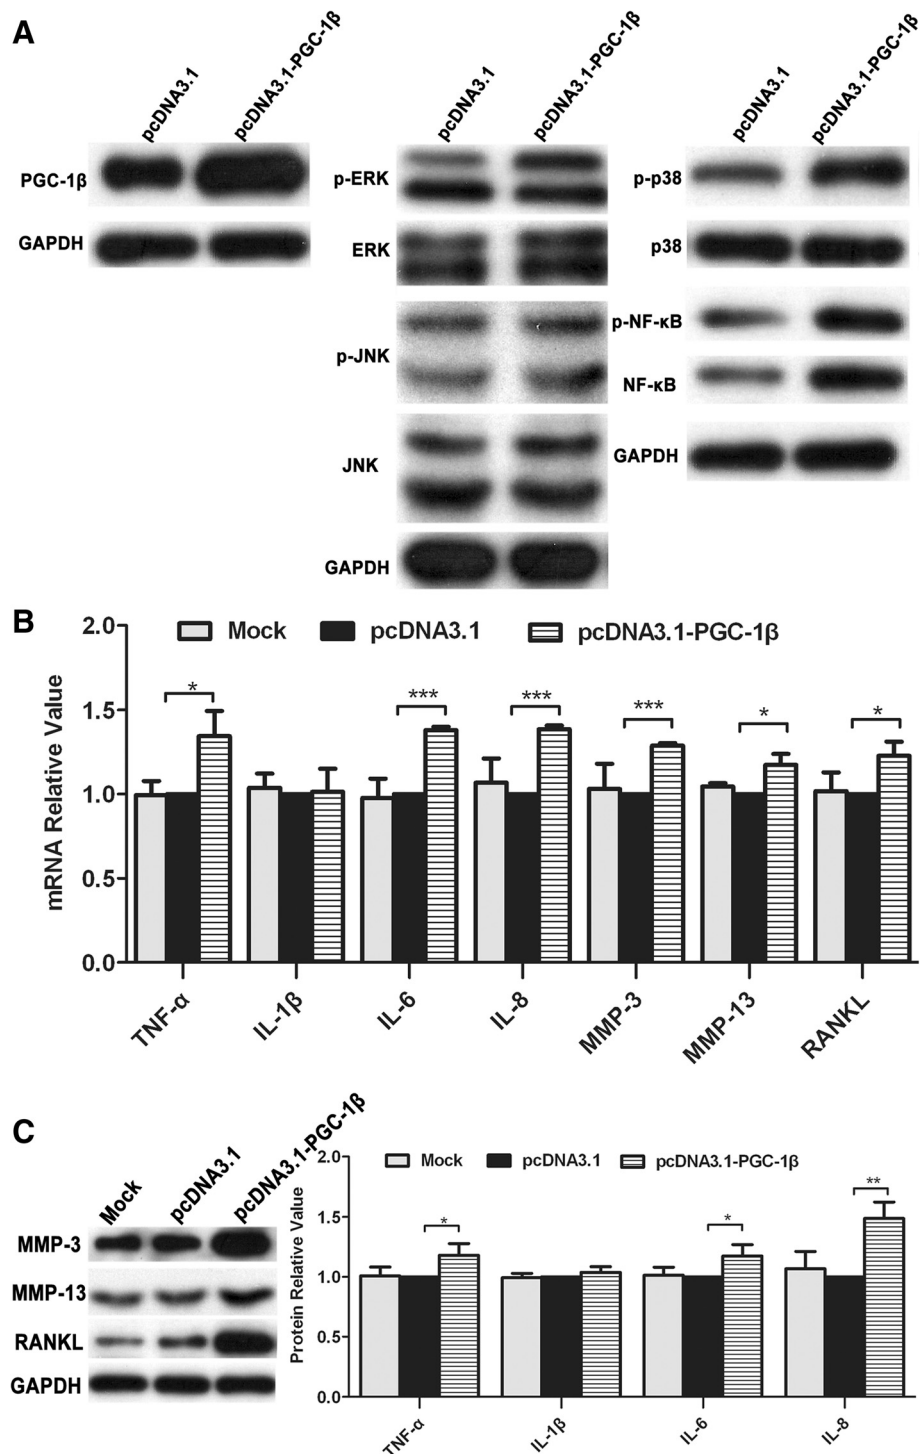 A
pcDNA3.1
pcDNA3.1-PGC-1β
PGC-1β
GAPDH
pcDNA3.1
pcDNA3.1-PGC-1β
p-ERK
ERK
p-JNK
JNK
GAPDH
pcDNA3.1
pcDNA3.1-PGC-1β
p-p38
p38
p-NF-κB
NF-κB
GAPDH
B
Mock pcDNA3.1 pcDNA3.1-PGC-1β
mRNA Relative Value
2.0
1.5
1.0
0.5
0.0
* *** *** *** * *
TNF-α IL-1β IL-6 IL-8 MMP-3 MMP-13 RANKL
C
Mock
pcDNA3.1
pcDNA3.1-PGC-1β
MMP-3
MMP-13
RANKL
GAPDH
Mock pcDNA3.1 pcDNA3.1-PGC-1β
Protein Relative Value
2.0
1.5
1.0
0.5
0.0
* * **
TNF-α IL-1β IL-6 IL-8